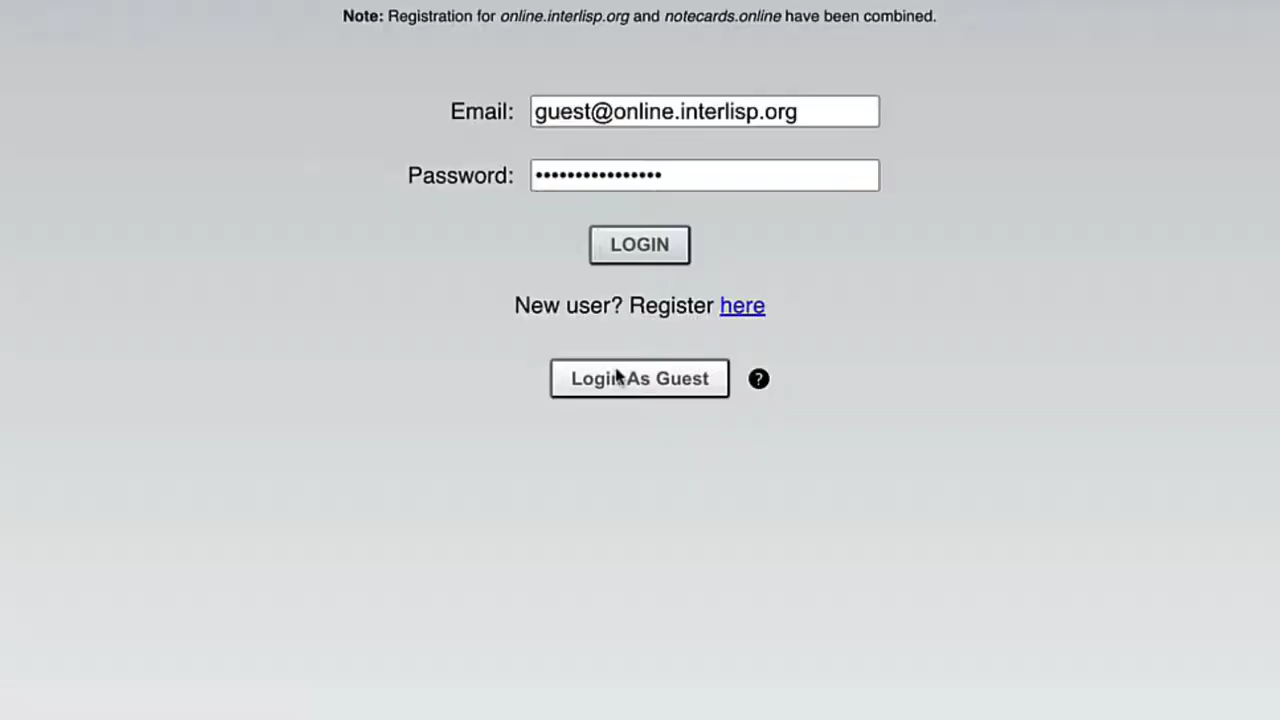 Note: Registration for online.interlisp.org and notecards.online have been combined.
Email: guest@online.interlisp.org
Password: ••••••••••••••••
LOGIN
New user? Register here
Login As Guest ?